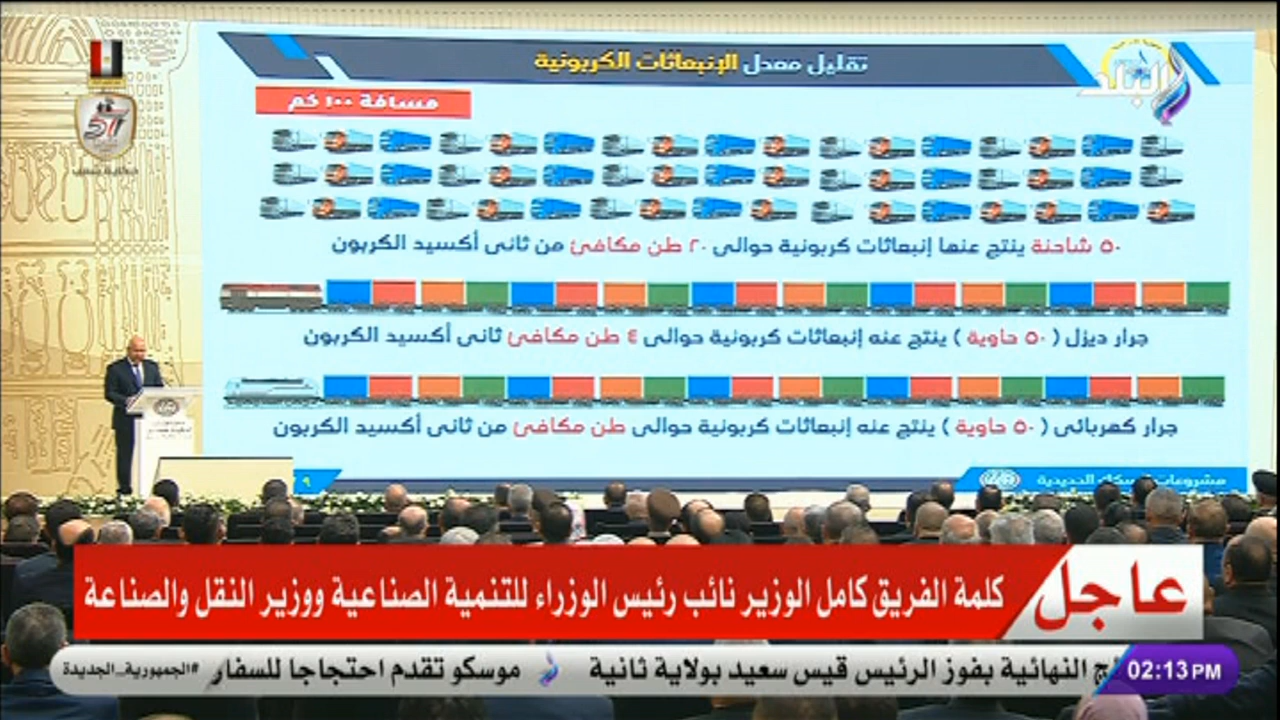 تقليل معدل الإنبعاثات الكربونية
البلد
مسافة ١٠٠ كم
57
٥٠ شاحنة ينتج عنها إنبعاثات كربونية حوالى ٢٠ طن مكافئ من ثانى أكسيد الكربون
جرار ديزل ( ٥٠ حاوية ) ينتج عنه إنبعاثات كربونية حوالى ٤ طن مكافئ ثانى أكسيد الكربون
جرار كهربائى ( ٥٠ حاوية ) ينتج عنه إنبعاثات كربونية حوالى طن مكافئ من ثانى أكسيد الكربون
مشروعات السكك الحديدية
٩
عاجل
كلمة الفريق كامل الوزير نائب رئيس الوزراء للتنمية الصناعية ووزير النقل والصناعة
02:13 PM
النهائية بفوز الرئيس قيس سعيد بولاية ثانية موسكو تقدم احتجاجا للسفار #الجمهورية_الجديدة